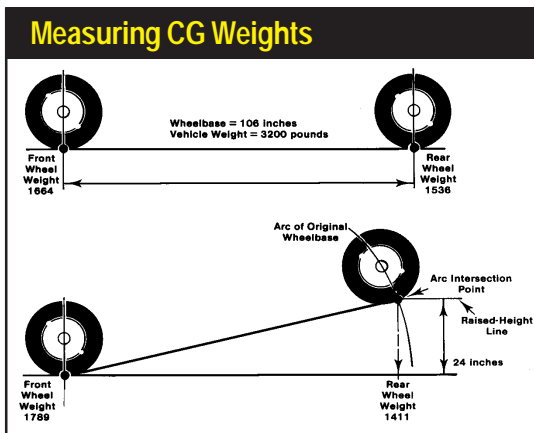 Measuring CG Weights
Wheelbase = 106 inches
Vehicle Weight = 3200 pounds
Front
Wheel
Weight
1664
Rear
Wheel
Weight
1536
Arc of Original
Wheelbase
Arc Intersection
Point
Raised-Height
Line
24 inches
Front
Wheel
Weight
1789
Rear
Wheel
Weight
1411